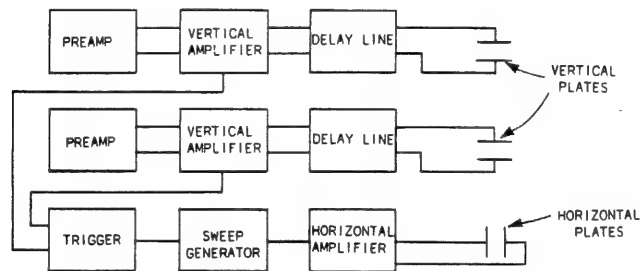 PREAMP
VERTICAL
AMPLIFIER
DELAY LINE
VERTICAL
PLATES
PREAMP
VERTICAL
AMPLIFIER
DELAY LINE
TRIGGER
SWEEP
GENERATOR
HORIZONTAL
AMPLIFIER
HORIZONTAL
PLATES